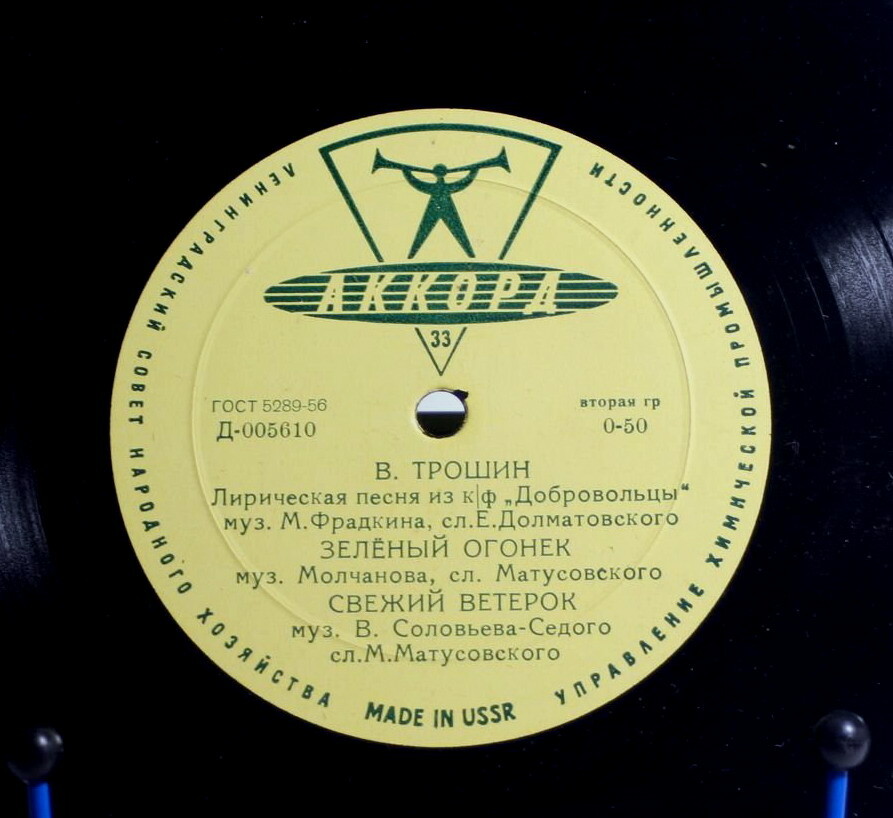 ЛЕНИНГРАДСКИЙ СОВЕТ НАРОДНОГО ХОЗЯЙСТВА
УПРАВЛЕНИЕ ХИМИЧЕСКОЙ ПРОМЫШЛЕННОСТИ
АККОРД
33
ГОСТ 5289-56
вторая гр
Д-005610
0-50
В. ТРОШИН
Лирическая песня из к|ф „Добровольцы“
муз. М.Фрадкина, сл.Е.Долматовского
ЗЕЛЁНЫЙ ОГОНЕК
муз. Молчанова, сл. Матусовского
СВЕЖИЙ ВЕТЕРОК
муз. В. Соловьева-Седого
сл.М.Матусовского
MADE IN USSR